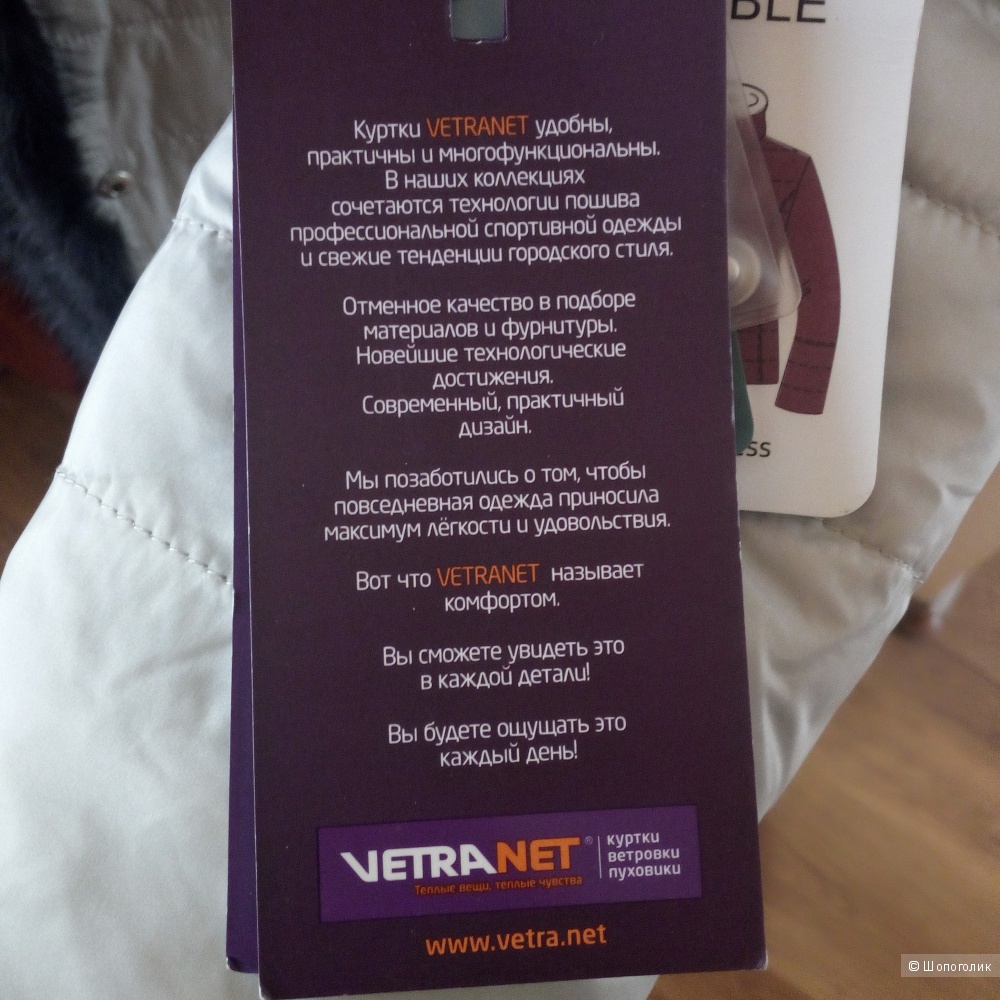 BLE
Куртки VETRANET удобны,
практичны и многофункциональны.
В наших коллекциях
сочетаются технологии пошива
профессиональной спортивной одежды
и свежие тенденции городского стиля.
Отменное качество в подборе
материалов и фурнитуры.
Новейшие технологические
достижения.
Современный, практичный
дизайн.
Мы позаботились о том, чтобы
повседневная одежда приносила
максимум лёгкости и удовольствия.
Вот что VETRANET называет
комфортом.
Вы сможете увидеть это
в каждой детали!
Вы будете ощущать это
каждый день!
VETRANET®
Теплые вещи, теплые чувства
куртки
ветровки
пуховики
www.vetra.net
ess
© Шопоголик